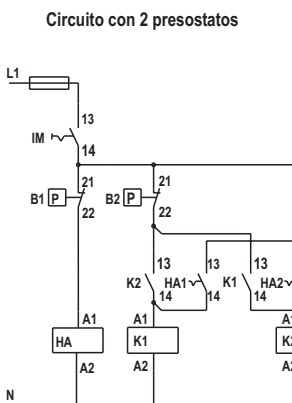 Circuito con 2 presostatos
L1
13
IM
14
21 21
B1 P B2 P
22 22
13 13 13
K2 HA1 K1 HA2
14 14 14
A1 A1 A1
HA K1
A2 A2
N